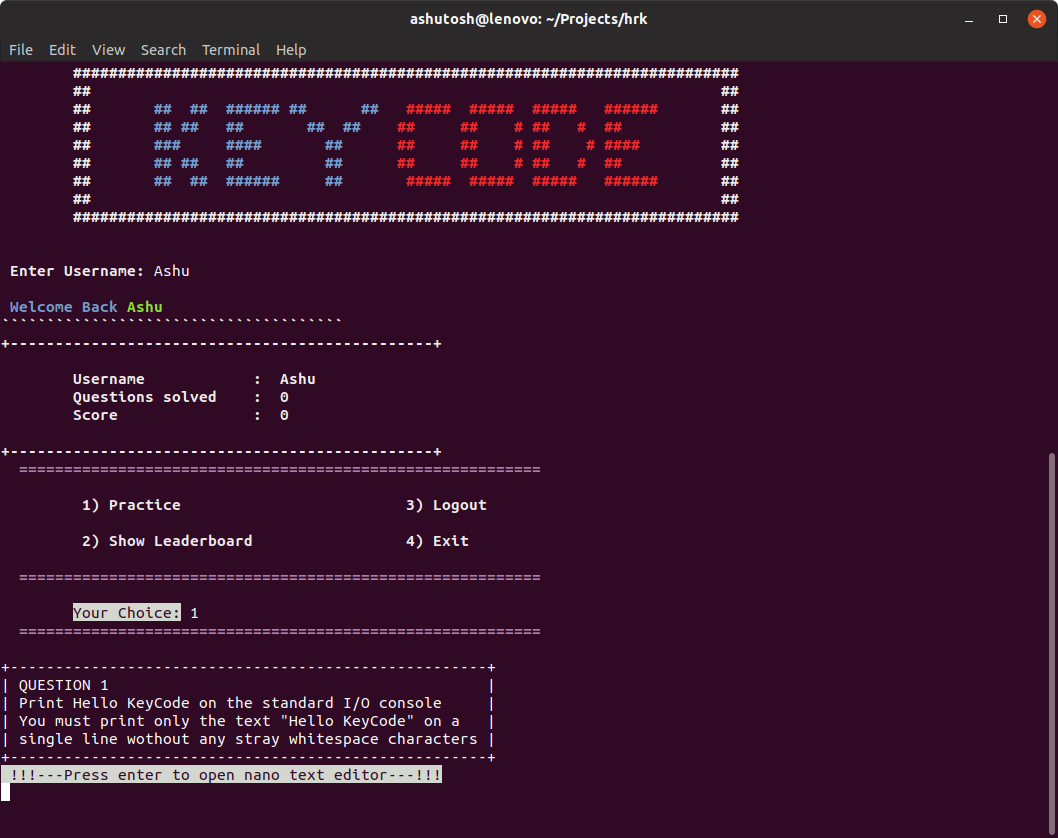 ashutosh@lenovo: ~/Projects/hrk
File Edit View Search Terminal Help
##########################################################################
##                                                                      ##
##       ##  ##  ###### ##      ##   #####  #####  #####   ######       ##
##       ## ##   ##       ##  ##    ##     ##    # ##   #  ##           ##
##       ###     ####       ##      ##     ##    # ##    # ####         ##
##       ## ##   ##         ##      ##     ##    # ##   #  ##           ##
##       ##  ##  ######     ##       #####  #####  #####   ######       ##
##                                                                      ##
##########################################################################
Enter Username: Ashu
Welcome Back Ashu
``````````````````````````````````````
+-----------------------------------------------+
Username            :  Ashu
Questions solved    :  0
Score               :  0
+-----------------------------------------------+
==========================================================
1) Practice                         3) Logout
2) Show Leaderboard                 4) Exit
==========================================================
Your Choice: 1
==========================================================
+-----------------------------------------------------+
| QUESTION 1                                          |
| Print Hello KeyCode on the standard I/O console     |
| You must print only the text "Hello KeyCode" on a   |
| single line wothout any stray whitespace characters |
+-----------------------------------------------------+
!!!---Press enter to open nano text editor---!!!